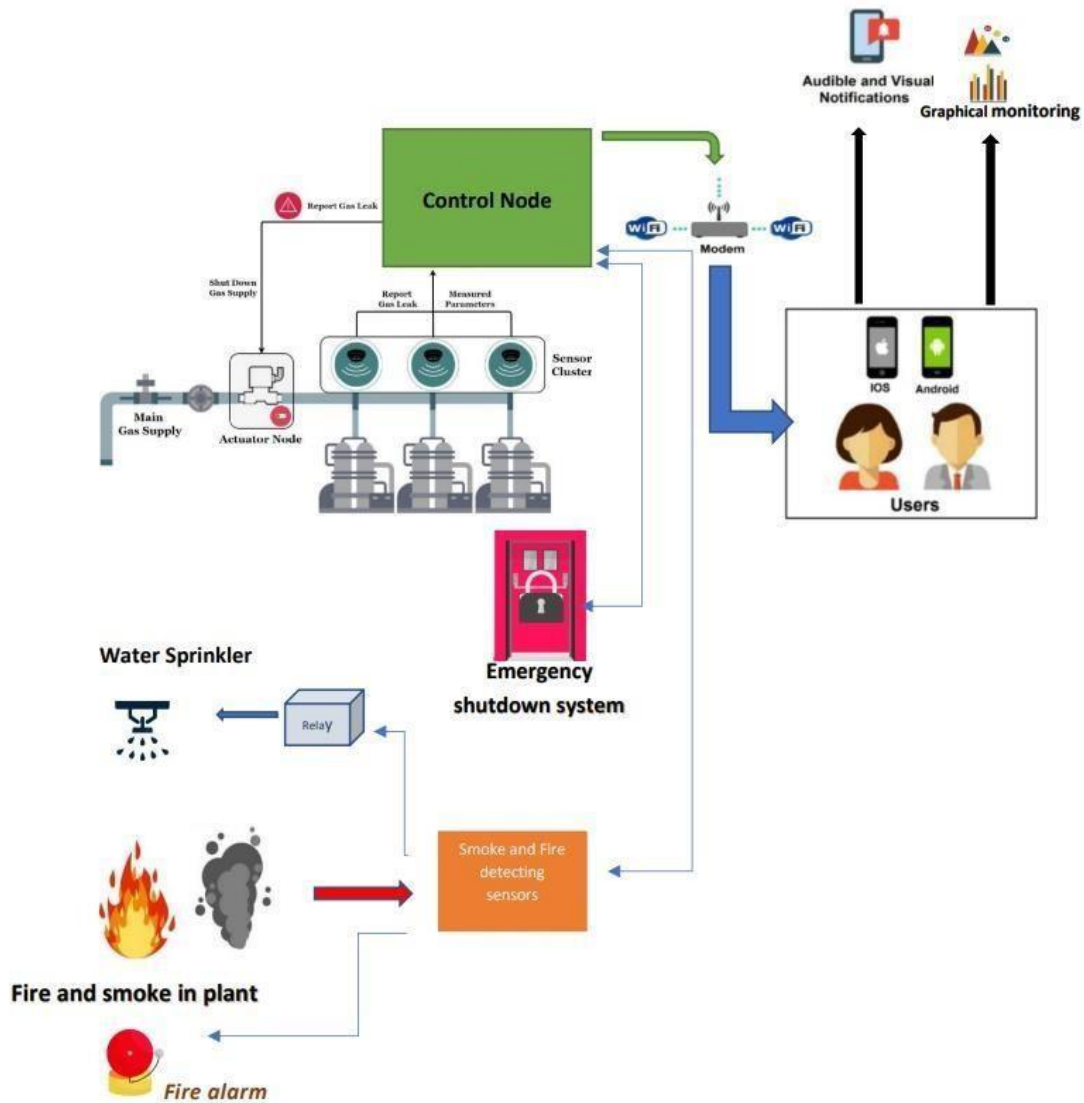 Audible and Visual
Notifications
Graphical monitoring
Control Node
Report Gas Leak
WiFi
WiFi
Modem
Shut Down
Gas Supply
Report
Gas Leak
Measured
Parameters
Sensor
Cluster
Main
Gas Supply
Actuator Node
IOS
Android
Users
Emergency
shutdown system
Water Sprinkler
Relay
Smoke and Fire
detecting
sensors
Fire and smoke in plant
Fire alarm